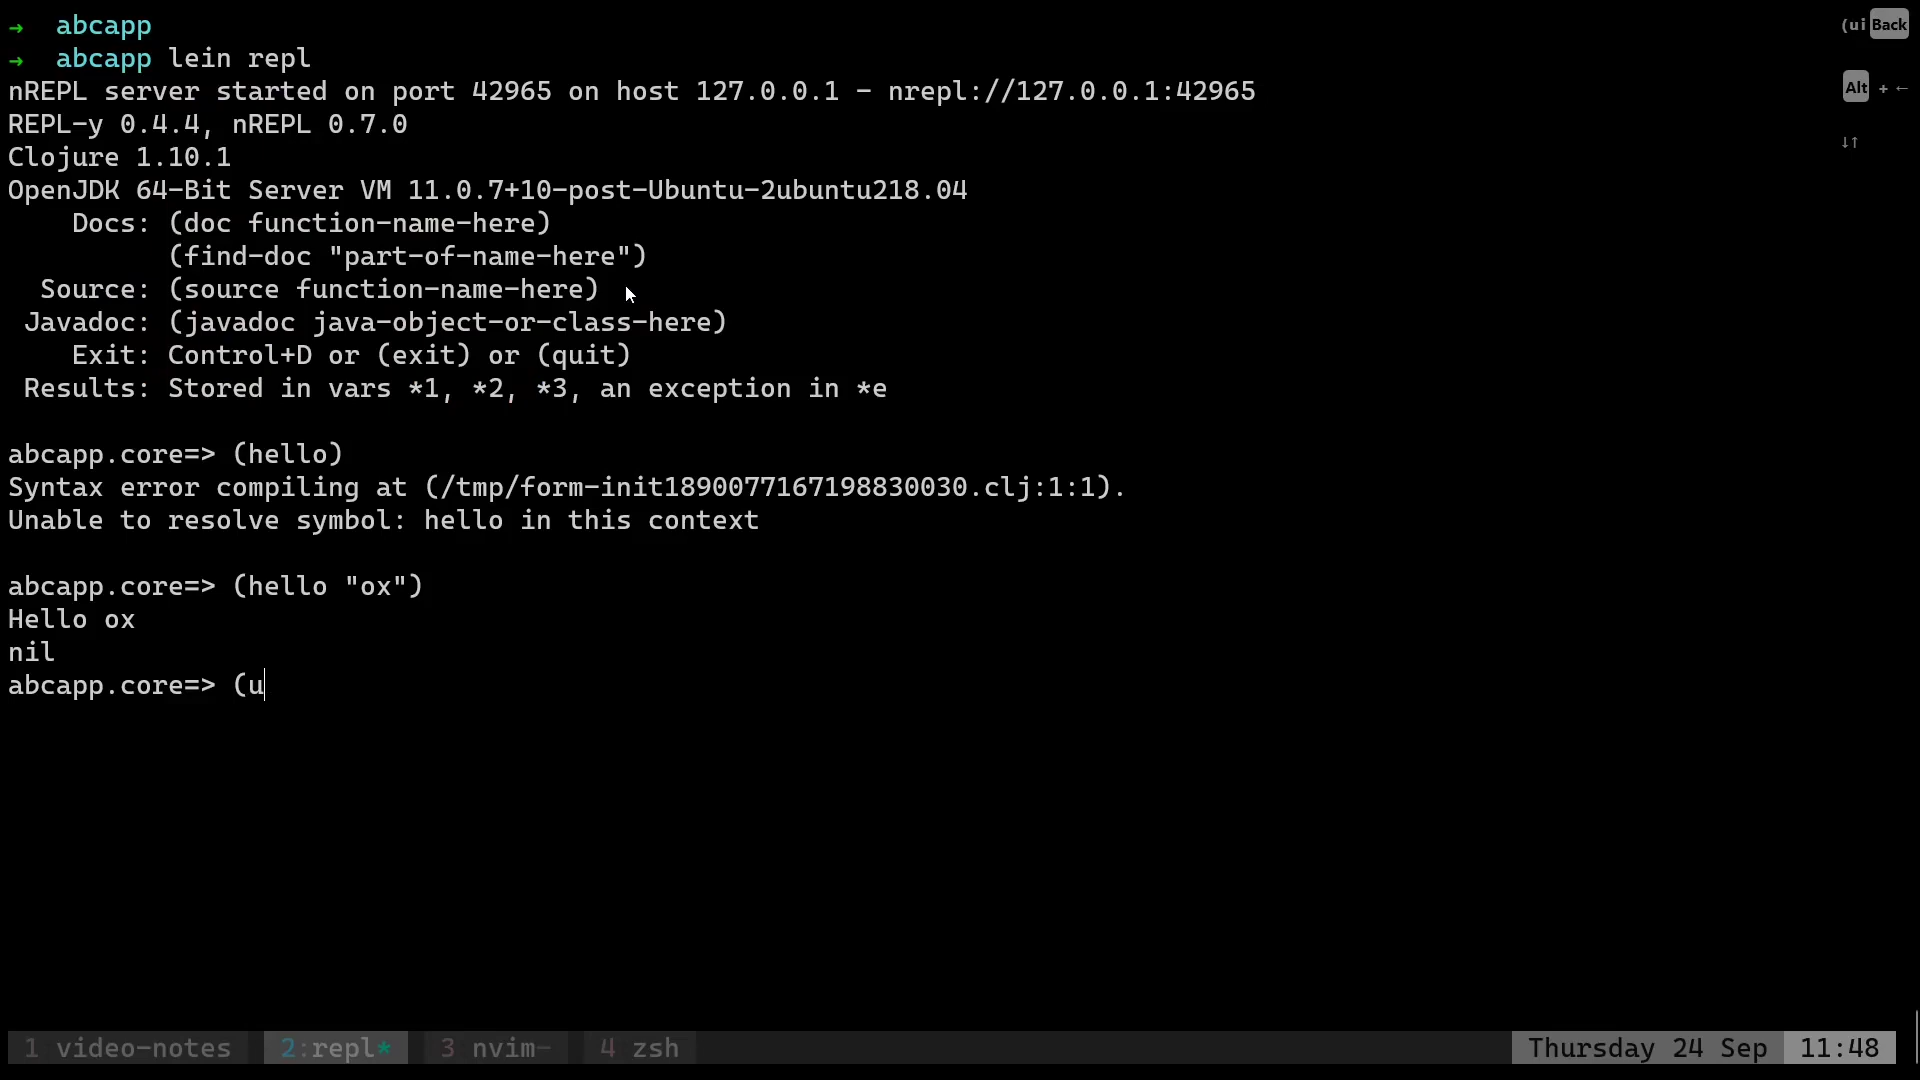 →  abcapp
→  abcapp lein repl
nREPL server started on port 42965 on host 127.0.0.1 - nrepl://127.0.0.1:42965
REPL-y 0.4.4, nREPL 0.7.0
Clojure 1.10.1
OpenJDK 64-Bit Server VM 11.0.7+10-post-Ubuntu-2ubuntu218.04
    Docs: (doc function-name-here)
          (find-doc "part-of-name-here")
  Source: (source function-name-here)
 Javadoc: (javadoc java-object-or-class-here)
    Exit: Control+D or (exit) or (quit)
 Results: Stored in vars *1, *2, *3, an exception in *e
abcapp.core=> (hello)
Syntax error compiling at (/tmp/form-init1890077167198830030.clj:1:1).
Unable to resolve symbol: hello in this context
abcapp.core=> (hello "ox")
Hello ox
nil
abcapp.core=> (u
(ui Back
Alt + ←
↓↑
1 video-notes 2:repl* 3 nvim- 4 zsh Thursday 24 Sep 11:48